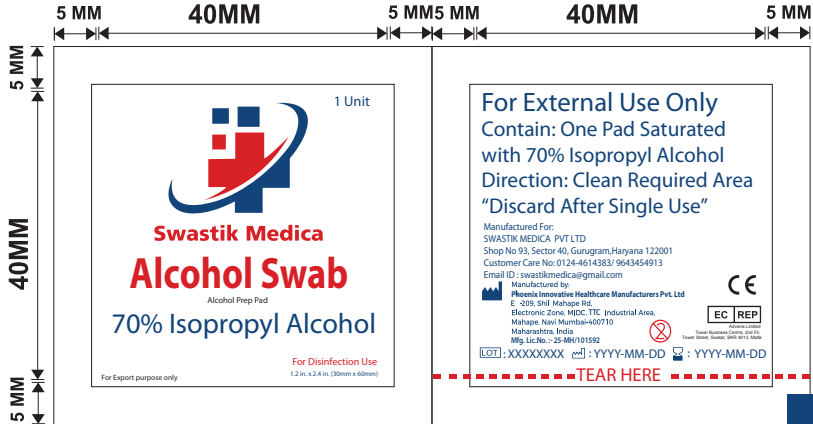 5 MM 40MM 5 MM 5 MM 40MM 5 MM
5 MM
40MM
5 MM
1 Unit
Swastik Medica
Alcohol Swab
Alcohol Prep Pad
70% Isopropyl Alcohol
For Disinfection Use
For Export purpose only
1.2 in. x 2.4 in. (30mm x 60mm)
For External Use Only
Contain: One Pad Saturated
with 70% Isopropyl Alcohol
Direction: Clean Required Area
“Discard After Single Use”
Manufactured For:
SWASTIK MEDICA PVT LTD
Shop No 93, Sector 40, Gurugram,Haryana 122001
Customer Care No: 0124-4614383/ 9643454913
Email ID : swastikmedica@gmail.com
Manufactured by:
Phoenix Innovative Healthcare Manufacturers Pvt. Ltd
E -209, Shil Mahape Rd,
Electronic Zone, MIDC, TTC Industrial Area,
Mahape, Navi Mumbai-400710
Maharashtra, India
Mfg. Lic.No.:- 25-MH/101592
2
CE
EC REP
Advena Limited
Tower Business Centre, 2nd Flr,
Tower Street, Swatar, BKR 4013, Malta
LOT : XXXXXXXX : YYYY-MM-DD : YYYY-MM-DD
TEAR HERE